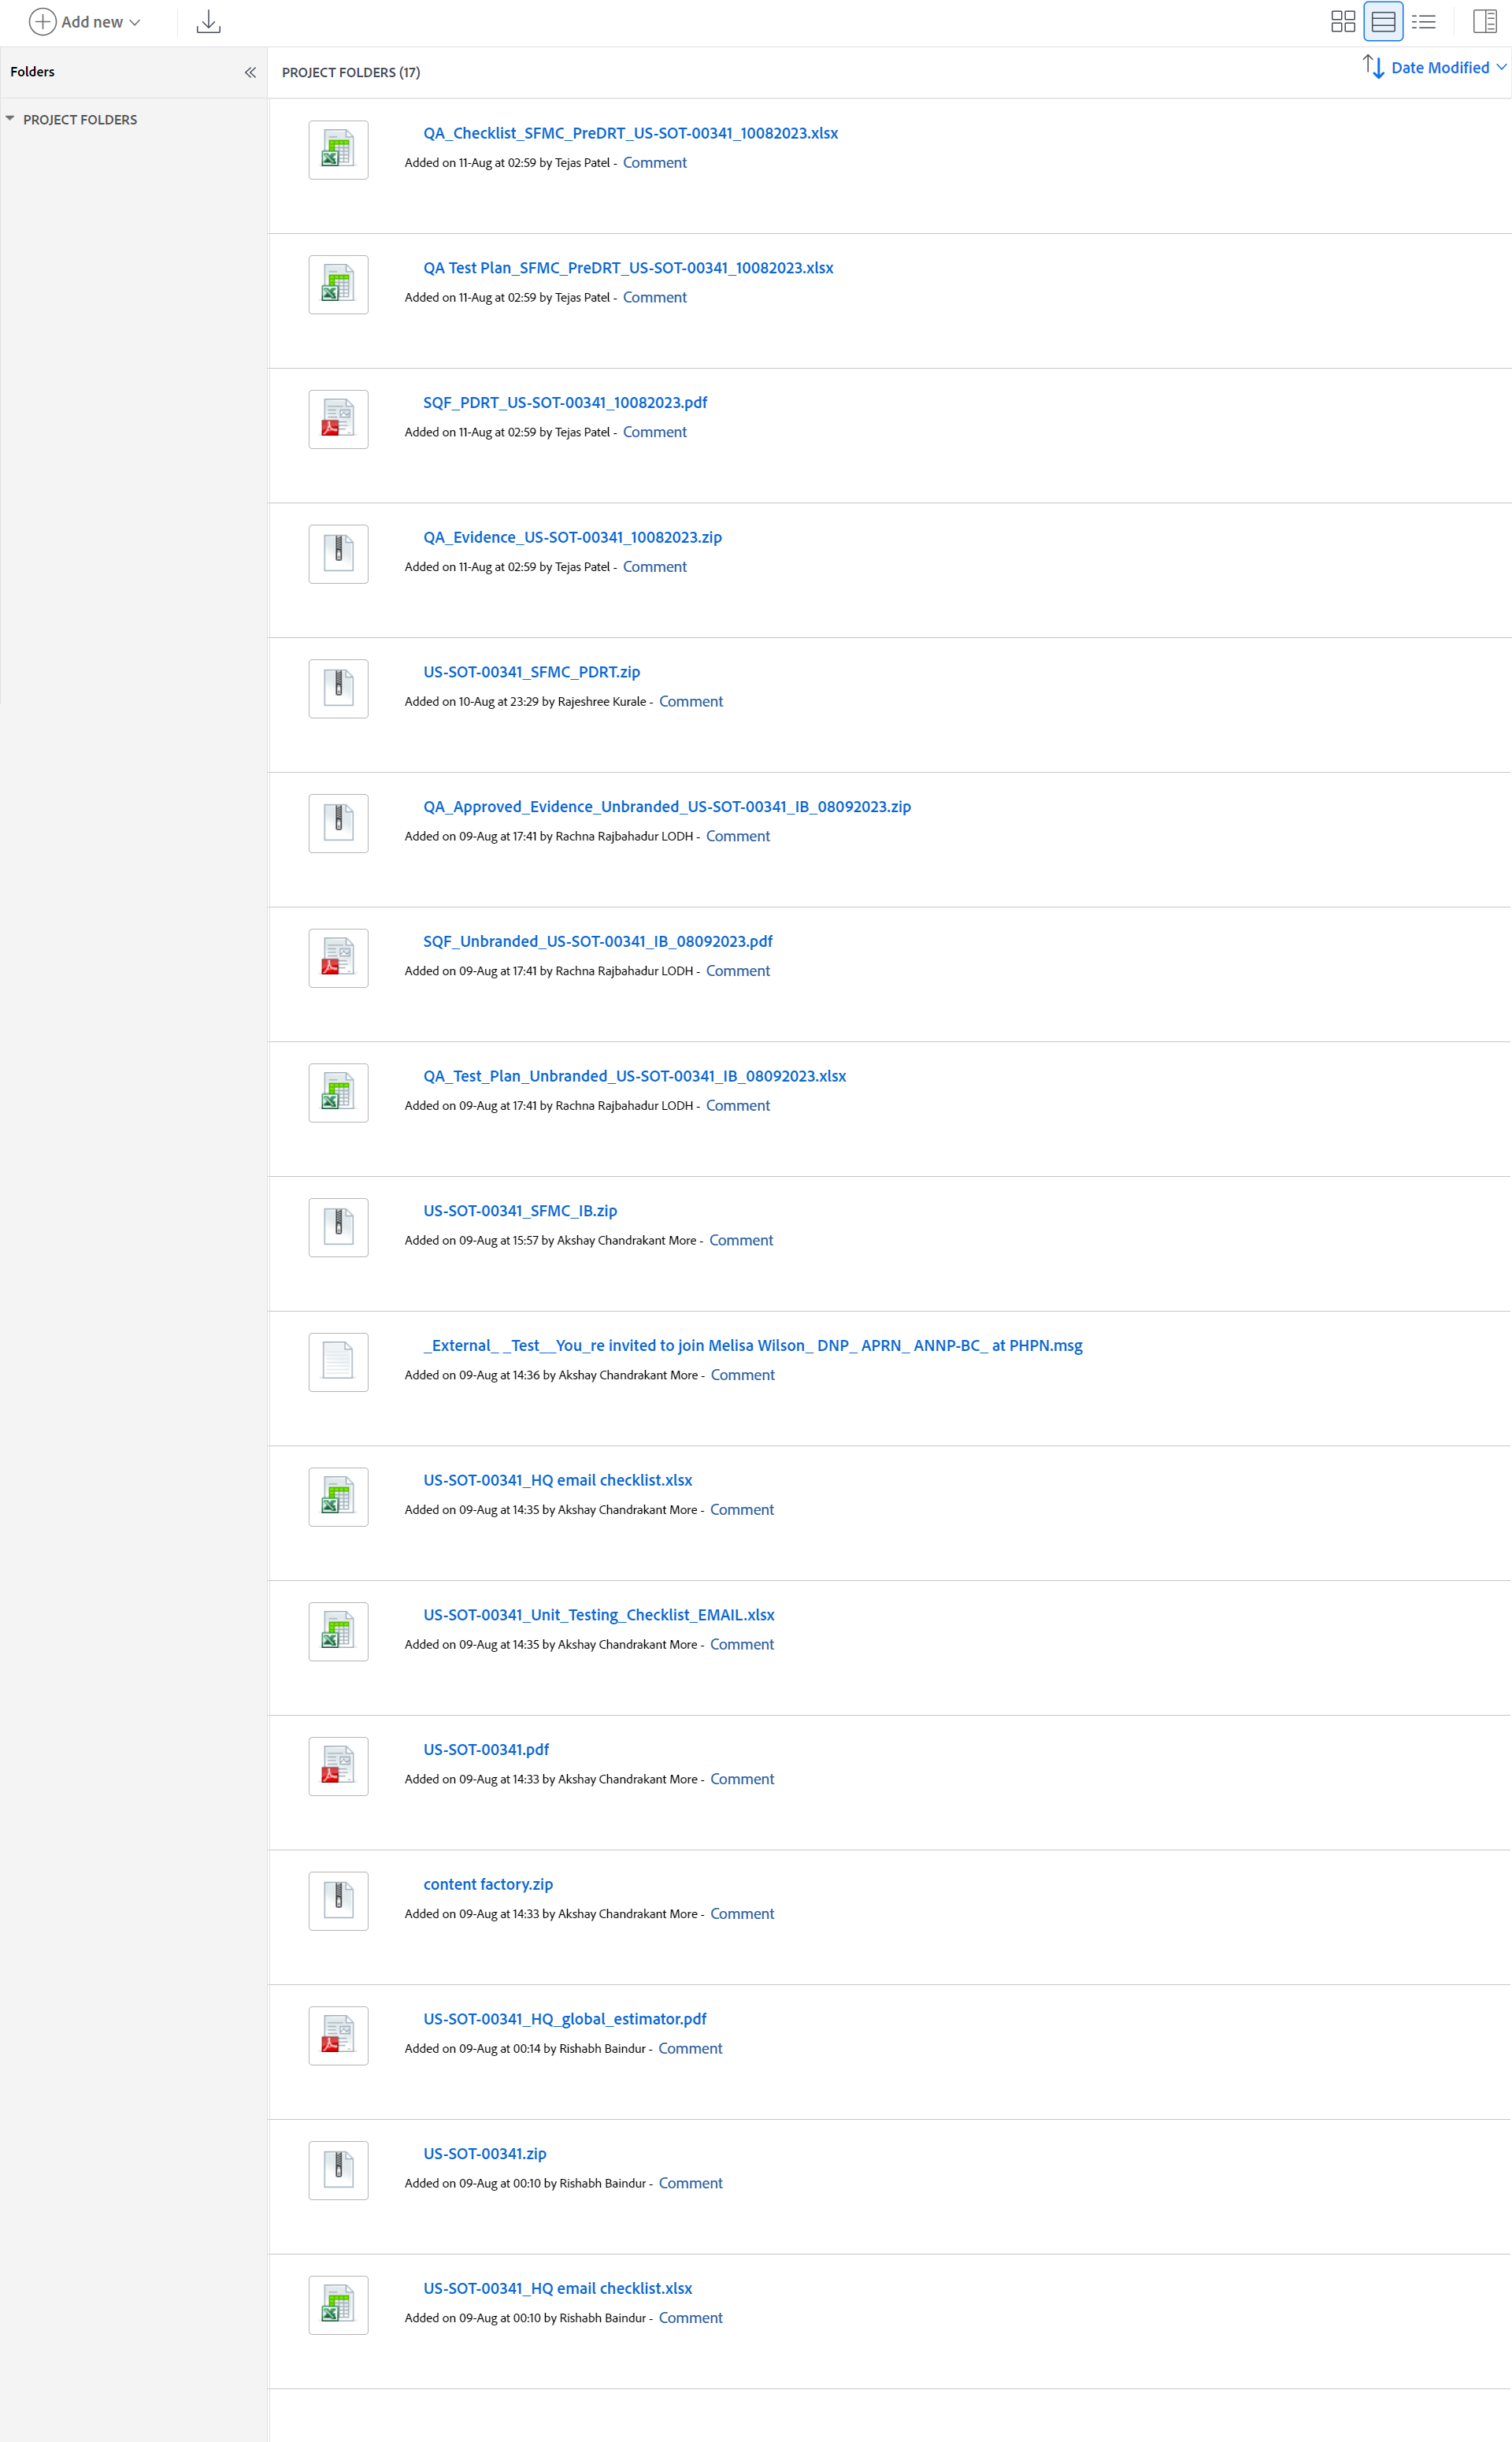 Add new
Folders
PROJECT FOLDERS (17)
Date Modified
PROJECT FOLDERS
QA_Checklist_SFMC_PreDRT_US-SOT-00341_10082023.xlsx
Added on 11-Aug at 02:59 by Tejas Patel - Comment
QA Test Plan_SFMC_PreDRT_US-SOT-00341_10082023.xlsx
Added on 11-Aug at 02:59 by Tejas Patel - Comment
SQF_PDRT_US-SOT-00341_10082023.pdf
Added on 11-Aug at 02:59 by Tejas Patel - Comment
QA_Evidence_US-SOT-00341_10082023.zip
Added on 11-Aug at 02:59 by Tejas Patel - Comment
US-SOT-00341_SFMC_PDRT.zip
Added on 10-Aug at 23:29 by Rajeshree Kurale - Comment
QA_Approved_Evidence_Unbranded_US-SOT-00341_IB_08092023.zip
Added on 09-Aug at 17:41 by Rachna Rajbahadur LODH - Comment
SQF_Unbranded_US-SOT-00341_IB_08092023.pdf
Added on 09-Aug at 17:41 by Rachna Rajbahadur LODH - Comment
QA_Test_Plan_Unbranded_US-SOT-00341_IB_08092023.xlsx
Added on 09-Aug at 17:41 by Rachna Rajbahadur LODH - Comment
US-SOT-00341_SFMC_IB.zip
Added on 09-Aug at 15:57 by Akshay Chandrakant More - Comment
_External_ _Test__You_re invited to join Melisa Wilson_ DNP_ APRN_ ANNP-BC_ at PHPN.msg
Added on 09-Aug at 14:36 by Akshay Chandrakant More - Comment
US-SOT-00341_HQ email checklist.xlsx
Added on 09-Aug at 14:35 by Akshay Chandrakant More - Comment
US-SOT-00341_Unit_Testing_Checklist_EMAIL.xlsx
Added on 09-Aug at 14:35 by Akshay Chandrakant More - Comment
US-SOT-00341.pdf
Added on 09-Aug at 14:33 by Akshay Chandrakant More - Comment
content factory.zip
Added on 09-Aug at 14:33 by Akshay Chandrakant More - Comment
US-SOT-00341_HQ_global_estimator.pdf
Added on 09-Aug at 00:14 by Rishabh Baindur - Comment
US-SOT-00341.zip
Added on 09-Aug at 00:10 by Rishabh Baindur - Comment
US-SOT-00341_HQ email checklist.xlsx
Added on 09-Aug at 00:10 by Rishabh Baindur - Comment